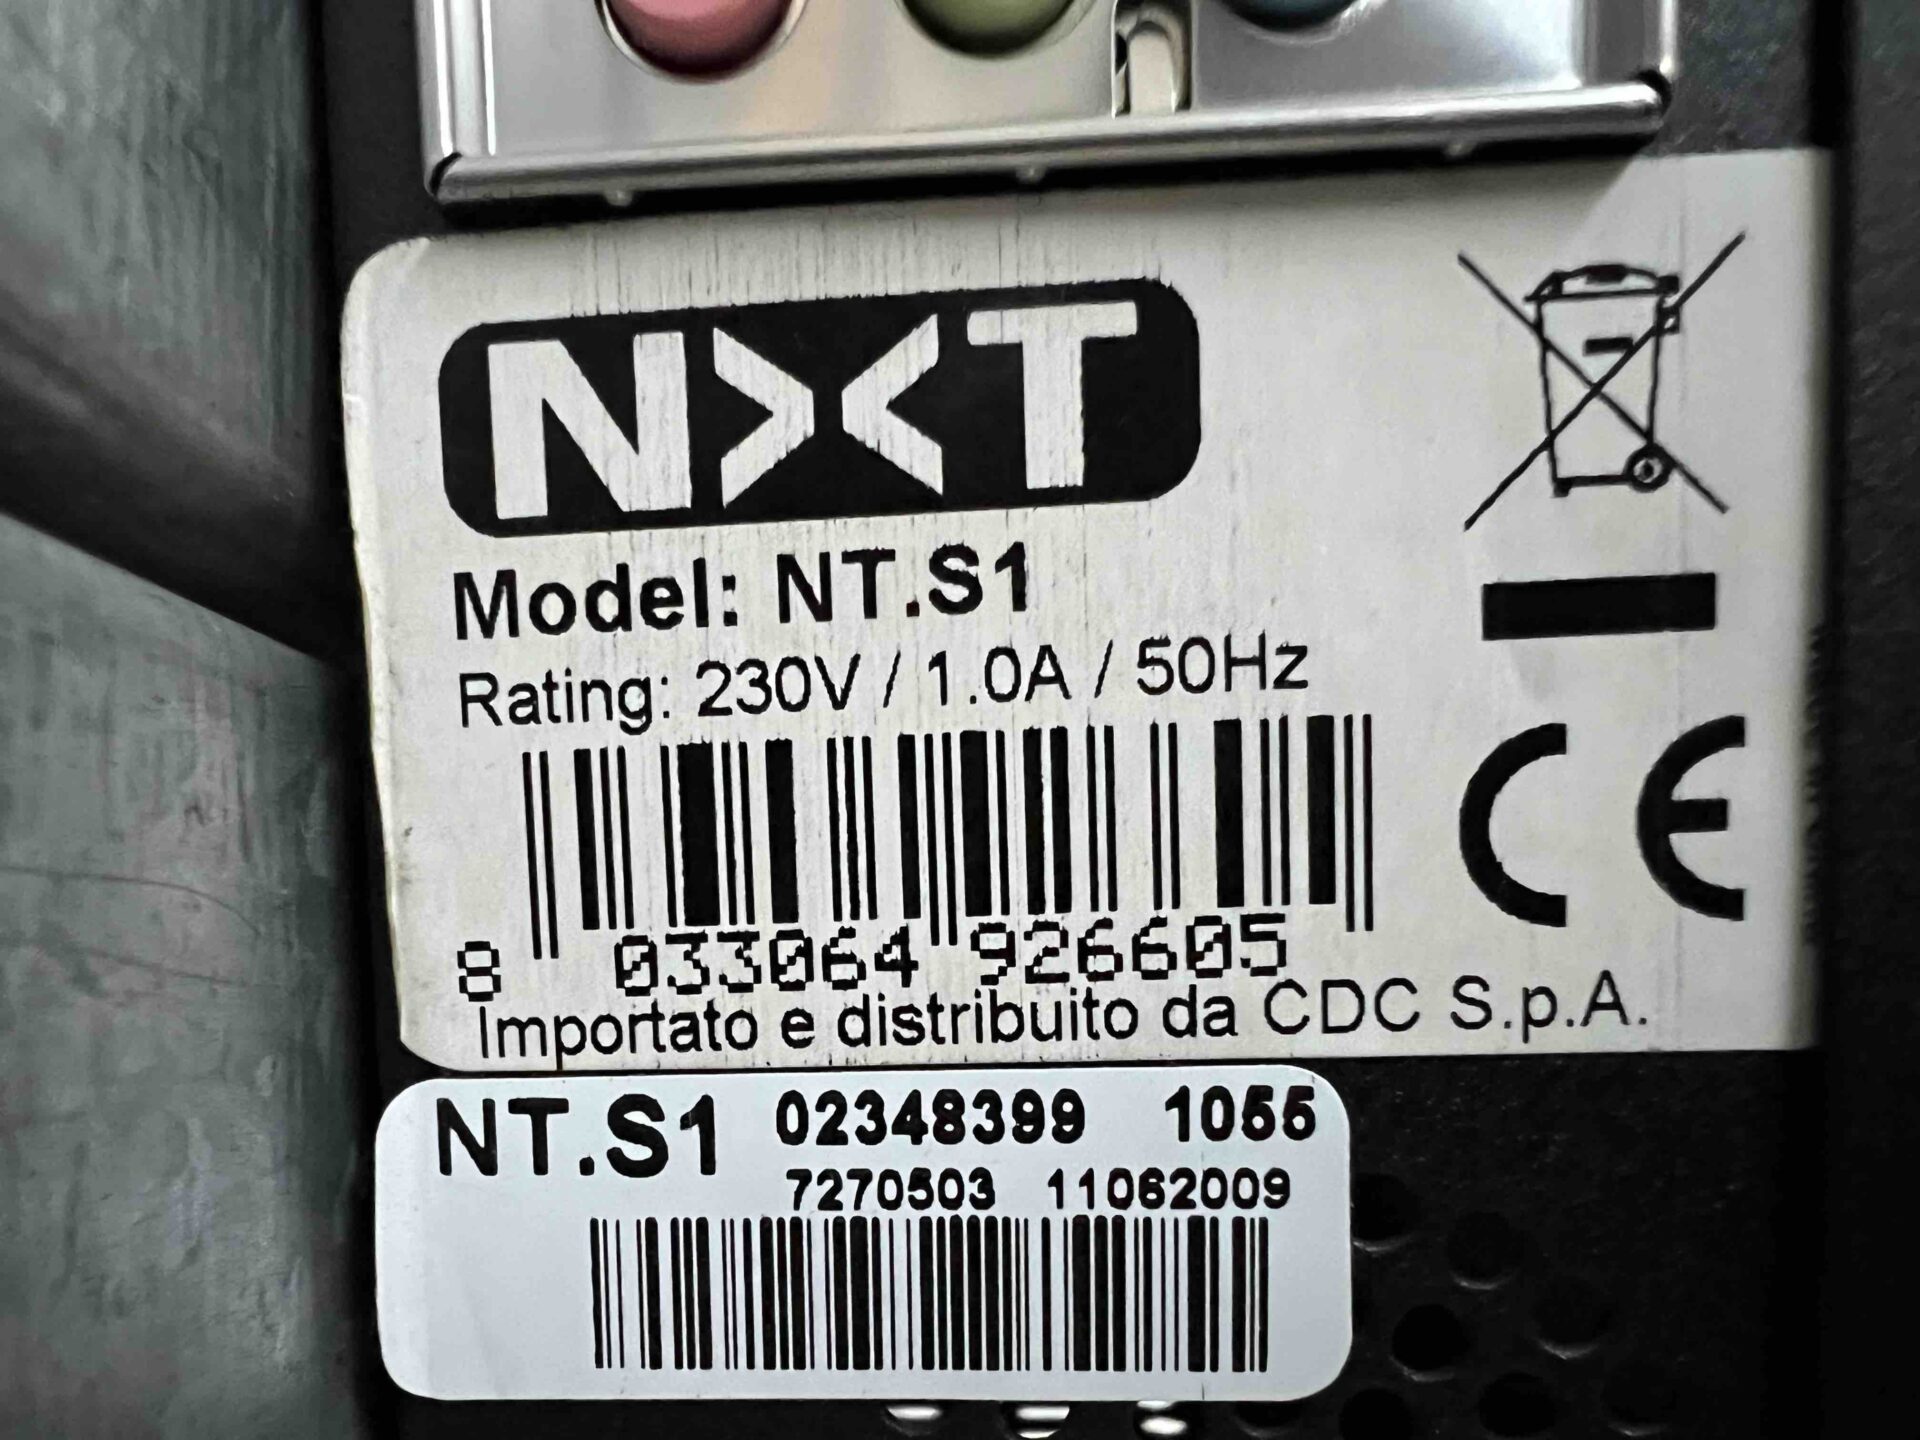 NXT
Model: NT.S1
Rating: 230V / 1.0A / 50Hz
8 033064 926605
Importato e distribuito da CDC S.p.A.
CE
NT.S1 02348399 1055
7270503 11062009